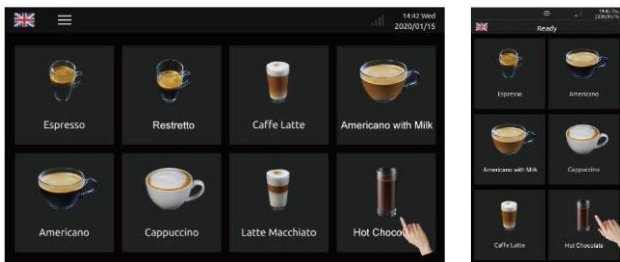 14:42 Wed
2020/01/15
Espresso
Restretto
Caffe Latte
Americano with Milk
Americano
Cappuccino
Latte Macchiato
Hot Choco
Ready
Espresso
Americano
Americano with Milk
Cappuccino
Caffe Latte
Hot Chocolate